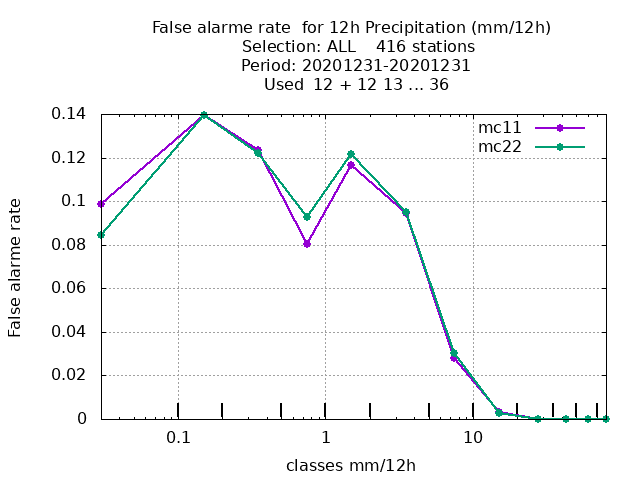 False alarme rate  for 12h Precipitation (mm/12h)
Selection: ALL    416 stations
Period: 20201231-20201231
Used  12 + 12 13 ... 36
mc11
mc22
0.14
0.12
0.1
0.08
0.06
0.04
0.02
0
False alarme rate
0.1
1
10
classes mm/12h